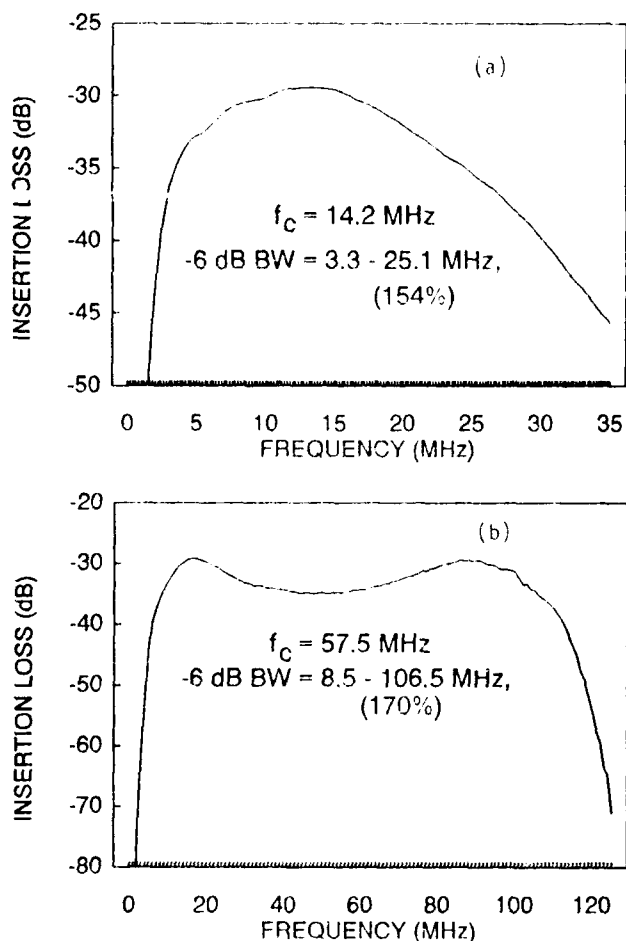 -25
(a)
-30
-35
-40
-45
-50
INSERTION LOSS (dB)
f_c = 14.2 MHz
-6 dB BW = 3.3 - 25.1 MHz,
(154%)
0 5 10 15 20 25 30 35
FREQUENCY (MHz)
-20
(b)
-30
-40
-50
-60
-70
-80
INSERTION LOSS (dB)
f_c = 57.5 MHz
-6 dB BW = 8.5 - 106.5 MHz,
(170%)
0 20 40 60 80 100 120
FREQUENCY (MHz)